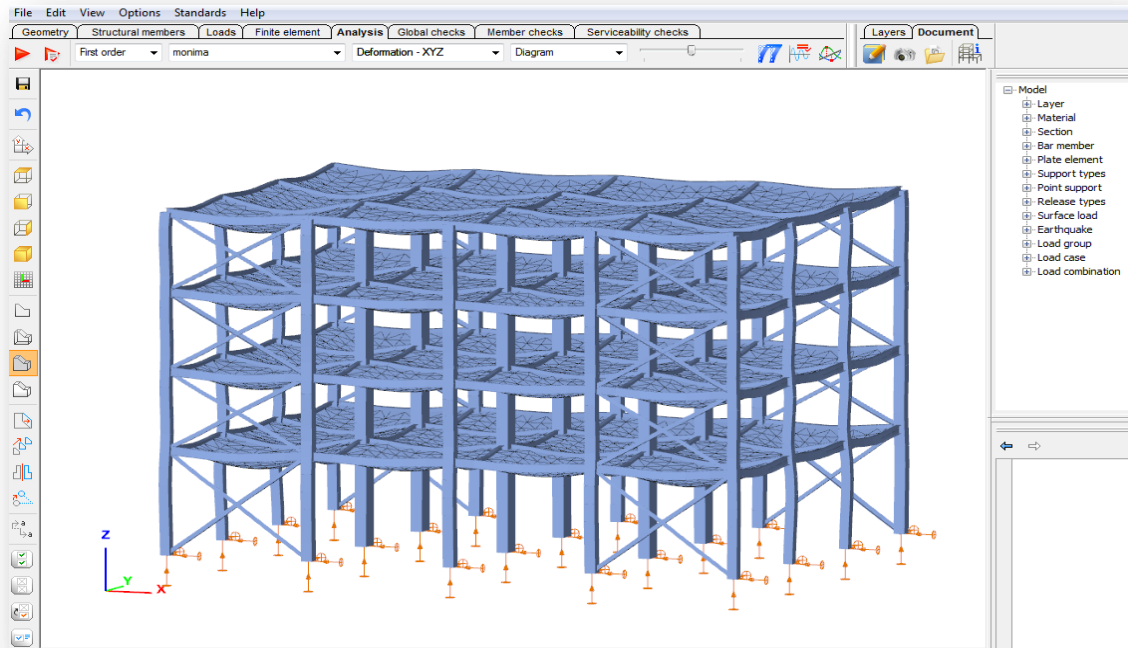 File Edit View Options Standards Help
Geometry Structural members Loads Finite element Analysis Global checks Member checks Serviceability checks Layers Document
First order monima Deformation - XYZ Diagram
Model
Layer
Material
Section
Bar member
Plate element
Support types
Point support
Release types
Surface load
Earthquake
Load group
Load case
Load combination
Z
Y
X